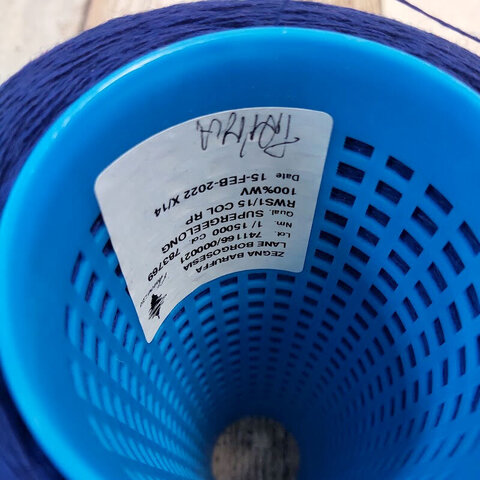 ZEGNA BARUFFA
LANE BORGOSESIA
Lot. 741166/0000021
Nm. 1/ 15000 Col. 783769
Qual. SUPERGEELONG
RWS1/15 COL RP
100%WV
Date 15-FEB-2022 X/14